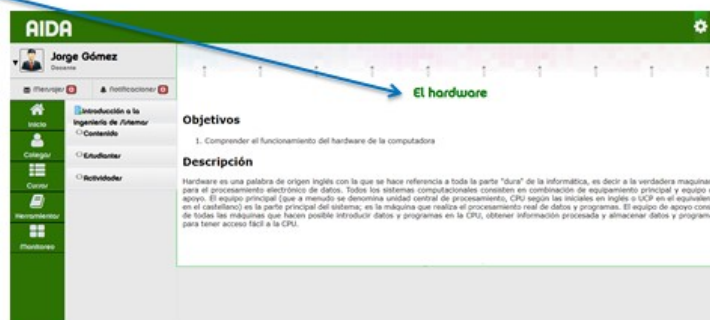 AIDA
Jorge Gómez
Docente
Mensajes 0
Notificaciones 0
Inicio
Colegas
Cursos
Herramientas
Monitoreo
Introducción a la
ingeniería de sistemas
Contenido
Estudiantes
Actividades
El hardware
Objetivos
1. Comprender el funcionamiento del hardware de la computadora
Descripción
Hardware es una palabra de origen inglés con la que se hace referencia a toda la parte "dura" de la informática, es decir a la verdadera maquinar
para el procesamiento electrónico de datos. Todos los sistemas computacionales consisten en combinación de equipamiento principal y equipo
apoyo. El equipo principal (que a menudo se denomina unidad central de procesamiento, CPU según las iniciales en inglés o UCP en el equivalen
en el castellano) es la parte principal del sistema; es la máquina que realiza el procesamiento real de datos y programas. El equipo de apoyo cons
de todas las máquinas que hacen posible introducir datos y programas en la CPU, obtener información procesada y almacenar datos y program
para tener acceso fácil a la CPU.